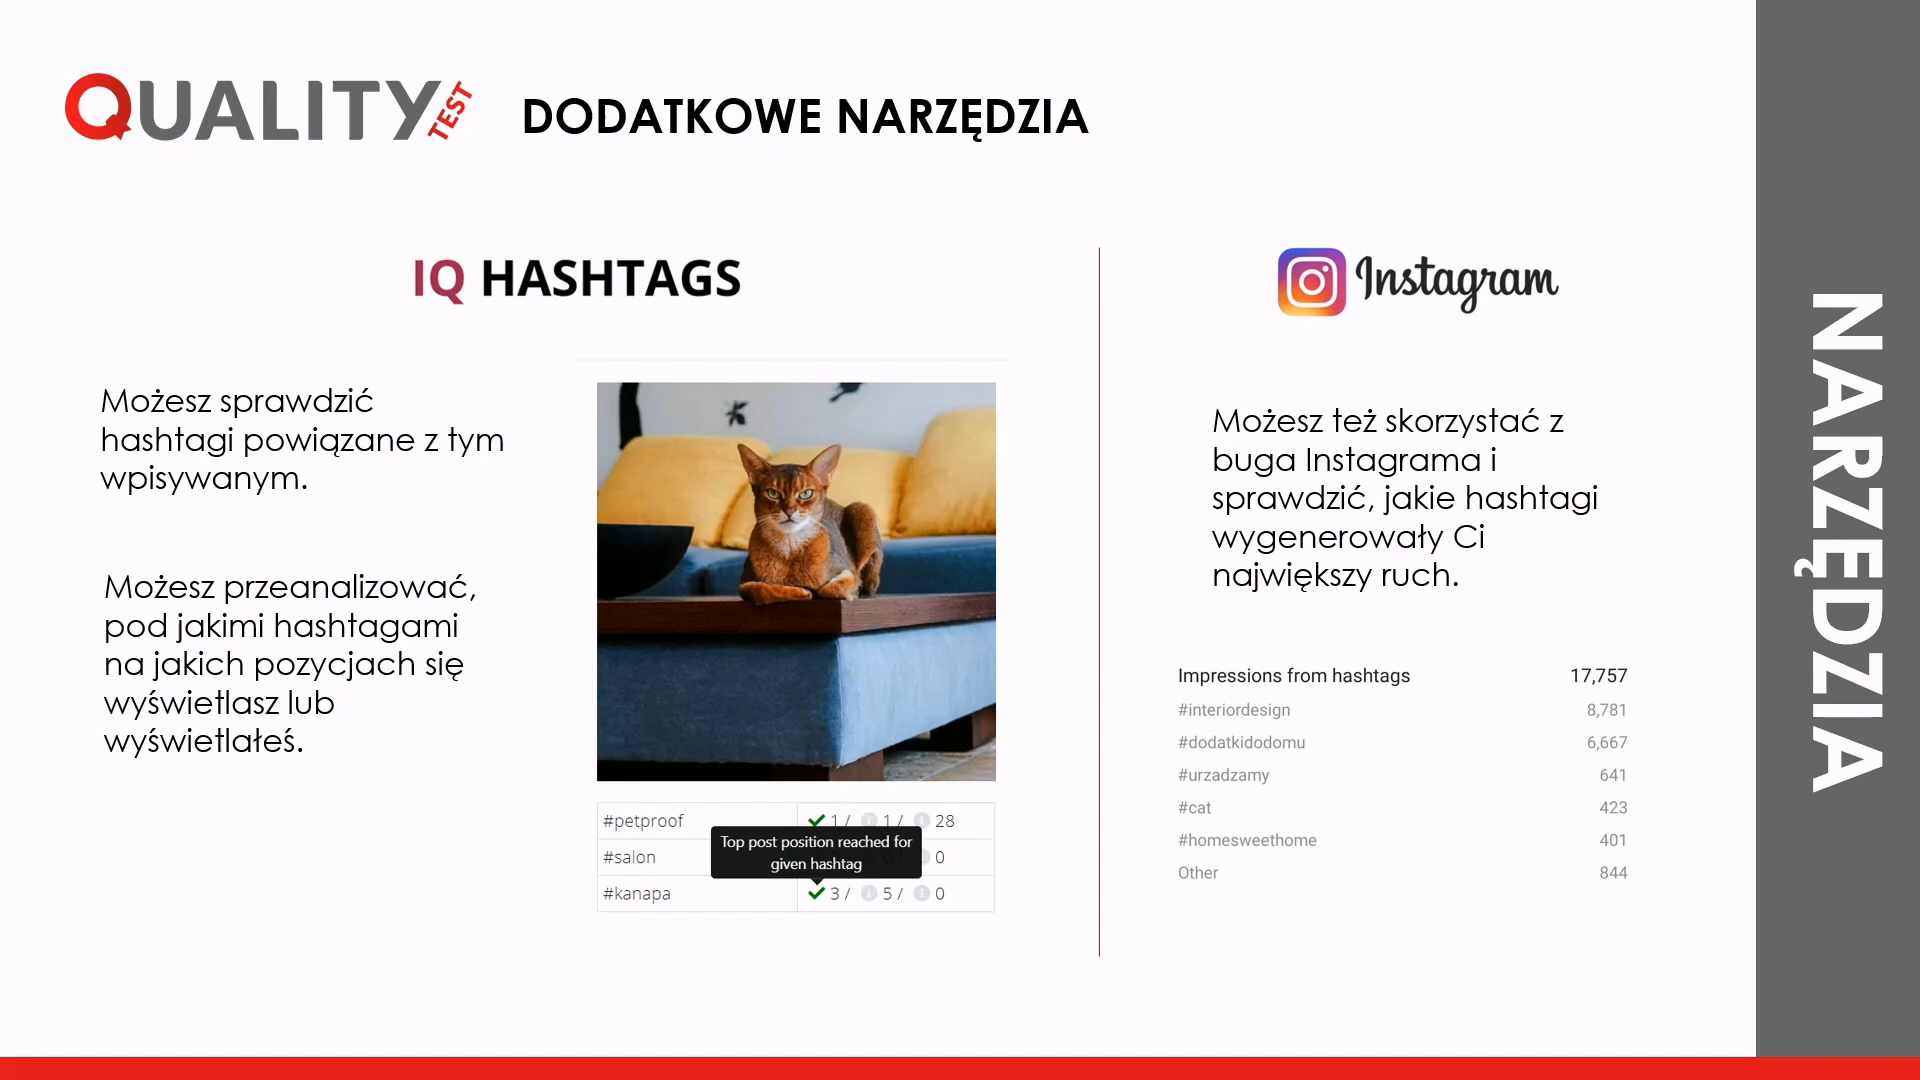 QUALITY TEST
DODATKOWE NARZĘDZIA
IQ HASHTAGS
Możesz sprawdzić
hashtagi powiązane z tym
wpisywanym.
Możesz przeanalizować,
pod jakimi hashtagami
na jakich pozycjach się
wyświetlasz lub
wyświetlałeś.
#petproof 1 / 1 / 28
Top post position reached for
given hashtag
#salon 0
#kanapa 3 / 5 / 0
Instagram
Możesz też skorzystać z
buga Instagrama i
sprawdzić, jakie hashtagi
wygenerowały Ci
największy ruch.
Impressions from hashtags 17,757
#interiordesign 8,781
#dodatkidodomu 6,667
#urzadzamy 641
#cat 423
#homesweethome 401
Other 844
NARZĘDZIA